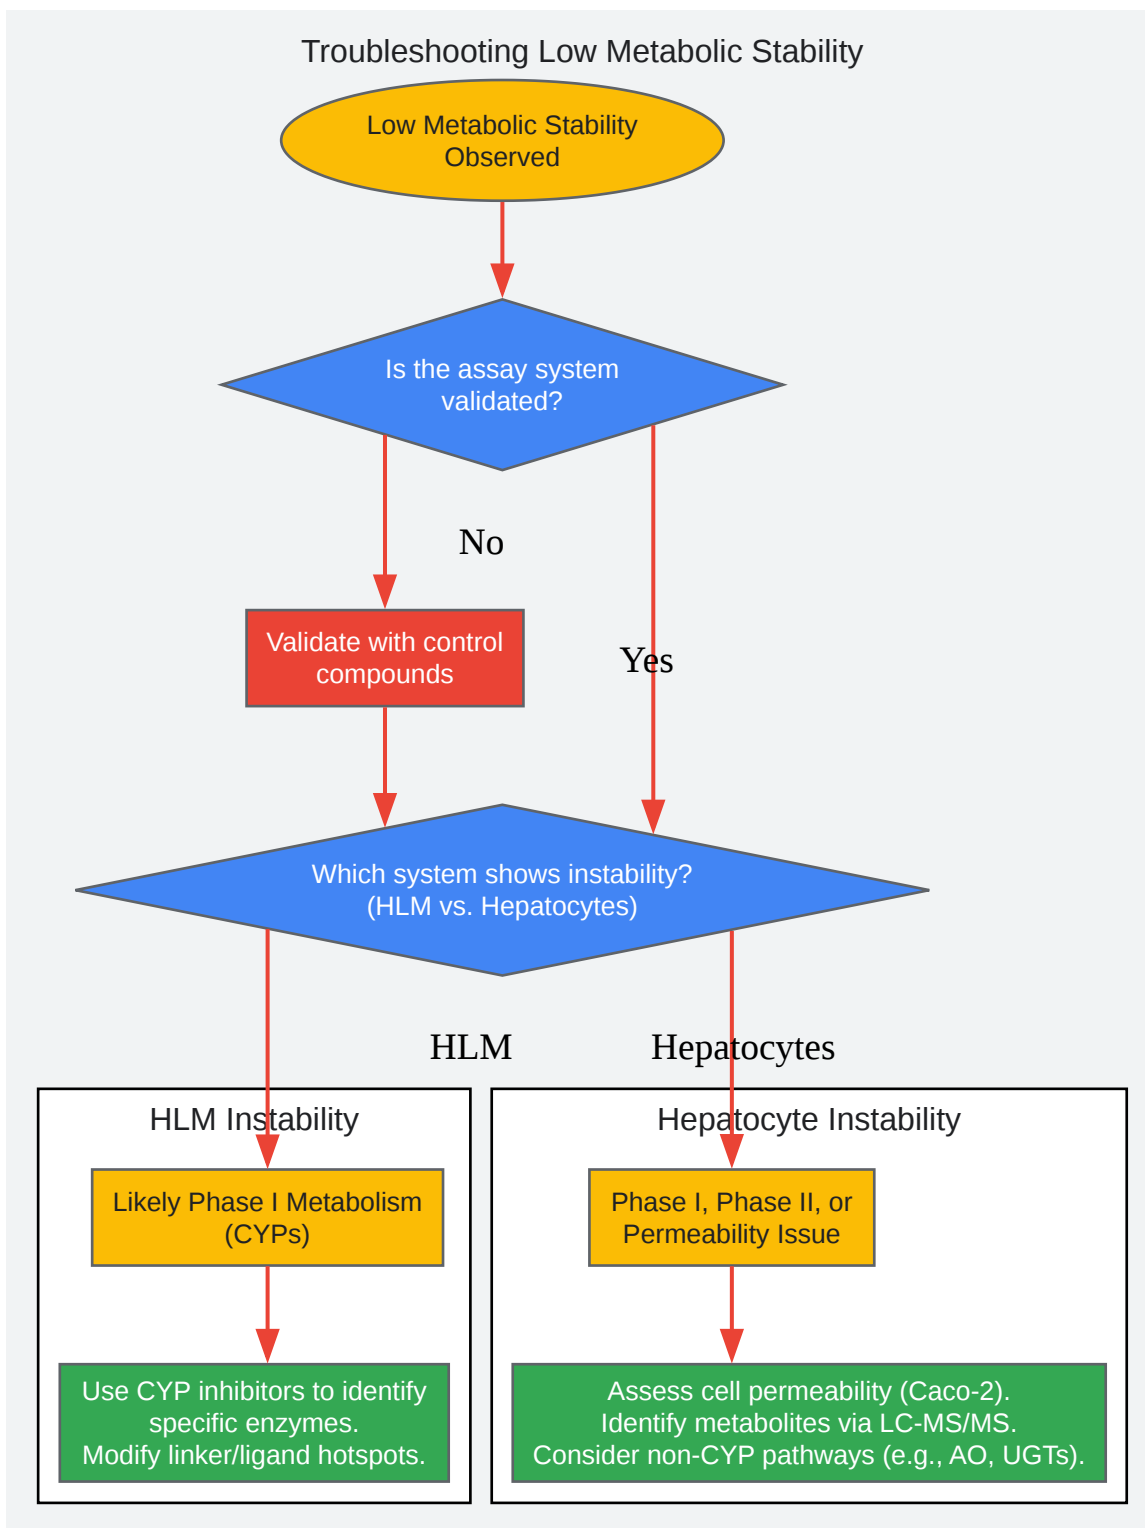 Troubleshooting Low Metabolic Stability
Low Metabolic Stability
Observed
Is the assay system
validated?
No
Validate with control
compounds
Yes
Which system shows instability?
(HLM vs. Hepatocytes)
HLM
Hepatocytes
HLM Instability
Likely Phase I Metabolism
(CYPs)
Use CYP inhibitors to identify
specific enzymes.
Modify linker/ligand hotspots.
Hepatocyte Instability
Phase I, Phase II, or
Permeability Issue
Assess cell permeability (Caco-2).
Identify metabolites via LC-MS/MS.
Consider non-CYP pathways (e.g., AO, UGTs).